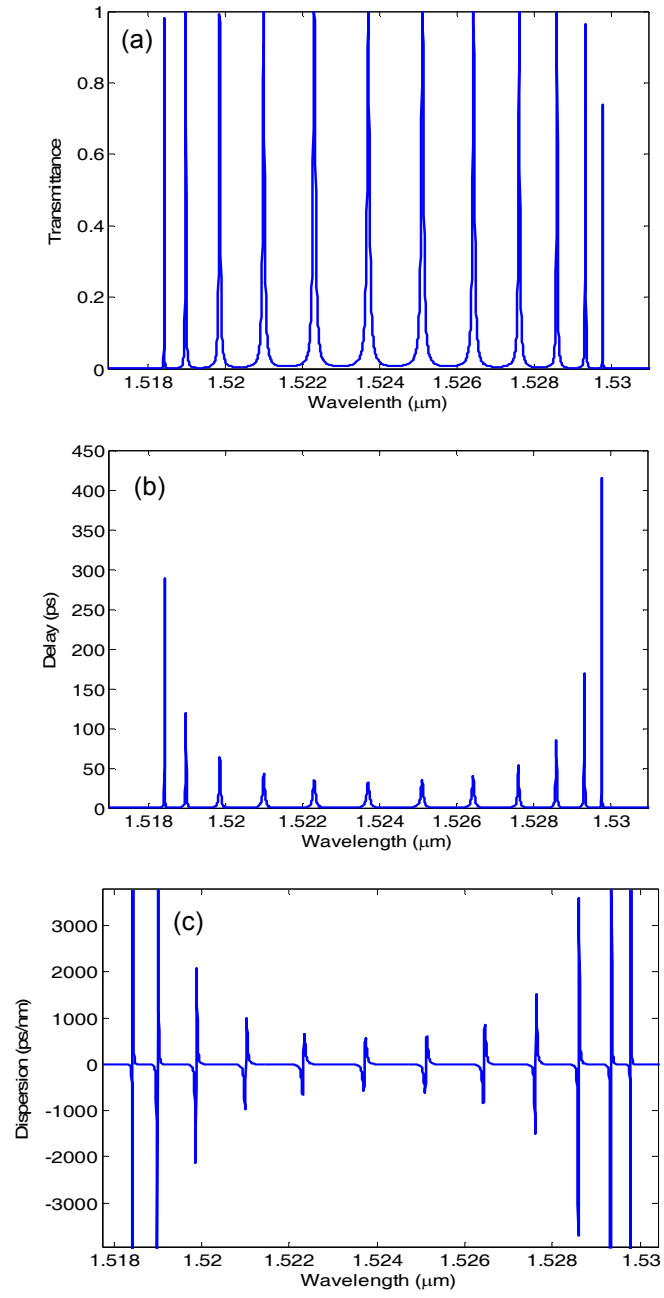 (a)
1
0.8
0.6
0.4
0.2
0
Transmittance
1.518 1.52 1.522 1.524 1.526 1.528 1.53
Wavelenth (μm)
(b)
450
400
350
300
250
200
150
100
50
0
Delay (ps)
1.518 1.52 1.522 1.524 1.526 1.528 1.53
Wavelength (μm)
(c)
3000
2000
1000
0
-1000
-2000
-3000
Dispersion (ps/nm)
1.518 1.52 1.522 1.524 1.526 1.528 1.53
Wavelength (μm)